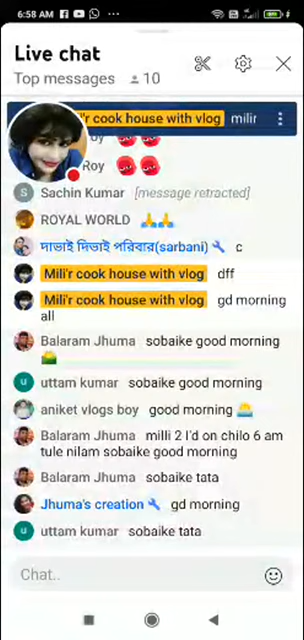 6:58 AM
Live chat
Top messages 10
r cook house with vlog milir
Roy
Sachin Kumar [message retracted]
ROYAL WORLD 🙏🙏
দাভাই দিভাই পরিবার(sarbani) c
Mili'r cook house with vlog dff
Mili'r cook house with vlog gd morning
all
Balaram Jhuma sobaike good morning
uttam kumar sobaike good morning
aniket vlogs boy good morning 🌅
Balaram Jhuma milli 2 I'd on chilo 6 am
tule nilam sobaike good morning
Balaram Jhuma sobaike tata
Jhuma's creation gd morning
uttam kumar sobaike tata
Chat..